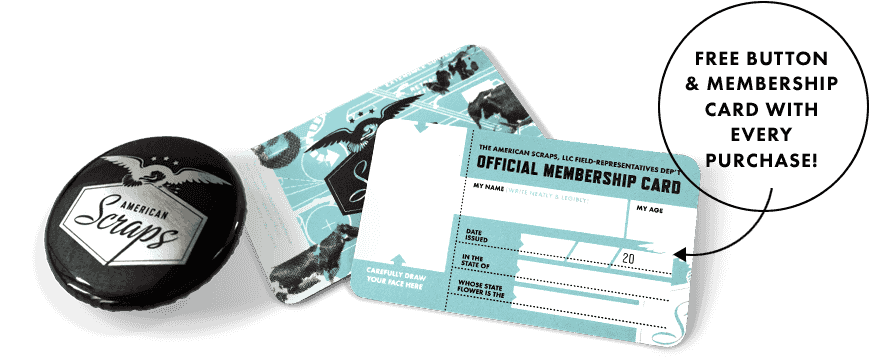 FREE BUTTON
& MEMBERSHIP
CARD WITH
EVERY
PURCHASE!
AMERICAN
Scraps
THE AMERICAN SCRAPS, LLC FIELD-REPRESENTATIVES DEP'T
OFFICIAL MEMBERSHIP CARD
MY NAME (WRITE NEATLY & LEGIBLY)
MY AGE
DATE
ISSUED
20
IN THE
STATE OF
WHOSE STATE
FLOWER IS THE
CAREFULLY DRAW
YOUR FACE HERE